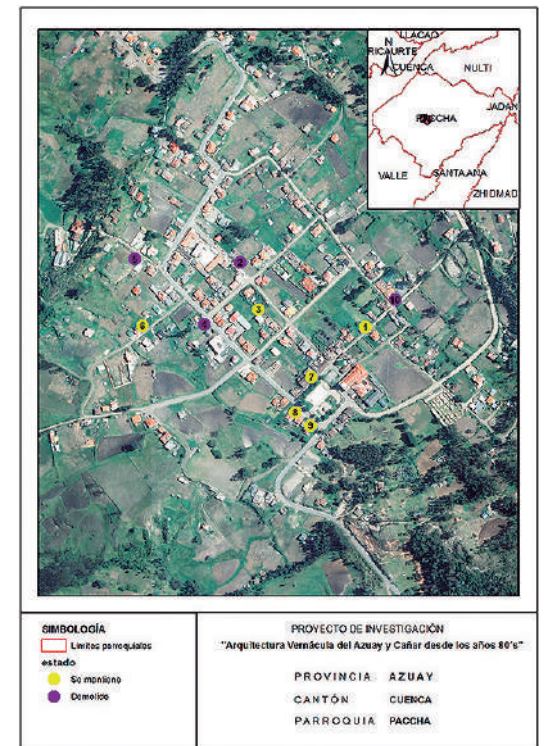 LLACAO
N
RICAURTE
CUENCA
NULTI
JADAN
PACCHA
VALLE
SANTA ANA
ZHIDMAD
5
2
10
3
6
4
1
7
8
9
SIMBOLOGÍA
Límites parroquiales
estado
Se mantiene
Demolido
PROYECTO DE INVESTIGACIÓN
"Arquitectura Vernácula del Azuay y Cañar desde los años 80's"
PROVINCIA AZUAY
CANTÓN CUENCA
PARROQUIA PACCHA